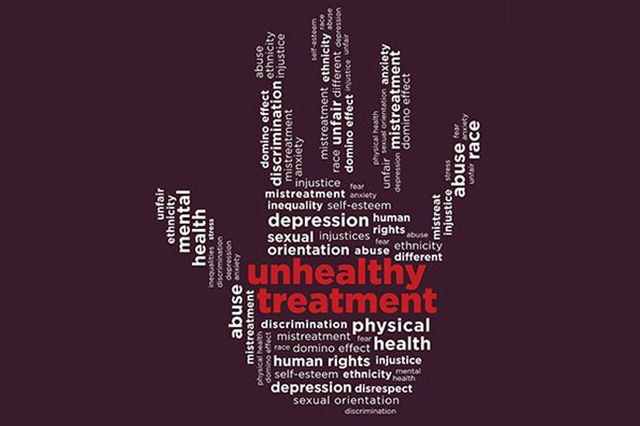 abuse
ethnicity
injustice
domino effect
discrimination
mistreatment
anxiety
self-esteem
race
abuse
depression
mistreatment
ethnicity
injustice
unfair
race
unfair
different
domino effect
physical health
sexual orientation
anxiety
unfair
mistreatment
depression
domino effect
mistreat
injustice
stress
abuse
fear
anxiety
unfair
race
unfair
ethnicity
mental
health
stress
inequalities
discrimination
depression
anxiety
injustice fear
mistreatment anxiety
inequality self-esteem
depression human
rights
sexual injustices abuse
orientation fear abuse ethnicity
different
unhealthy
treatment
abuse
mistreatment
discrimination physical
mistreatment fear health
race domino effect
physical health
domino effect
human rights injustice
self-esteem ethnicity mental
health
depression disrespect
sexual orientation
discrimination